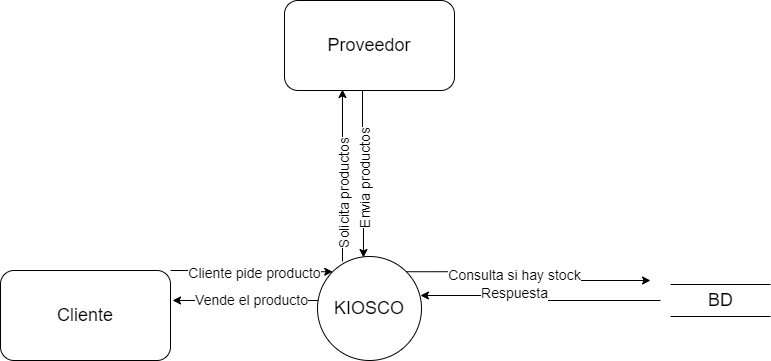 Proveedor
Solicita productos
Envia productos
Cliente pide producto
Consulta si hay stock
Vende el producto
Respuesta
Cliente
KIOSCO
BD